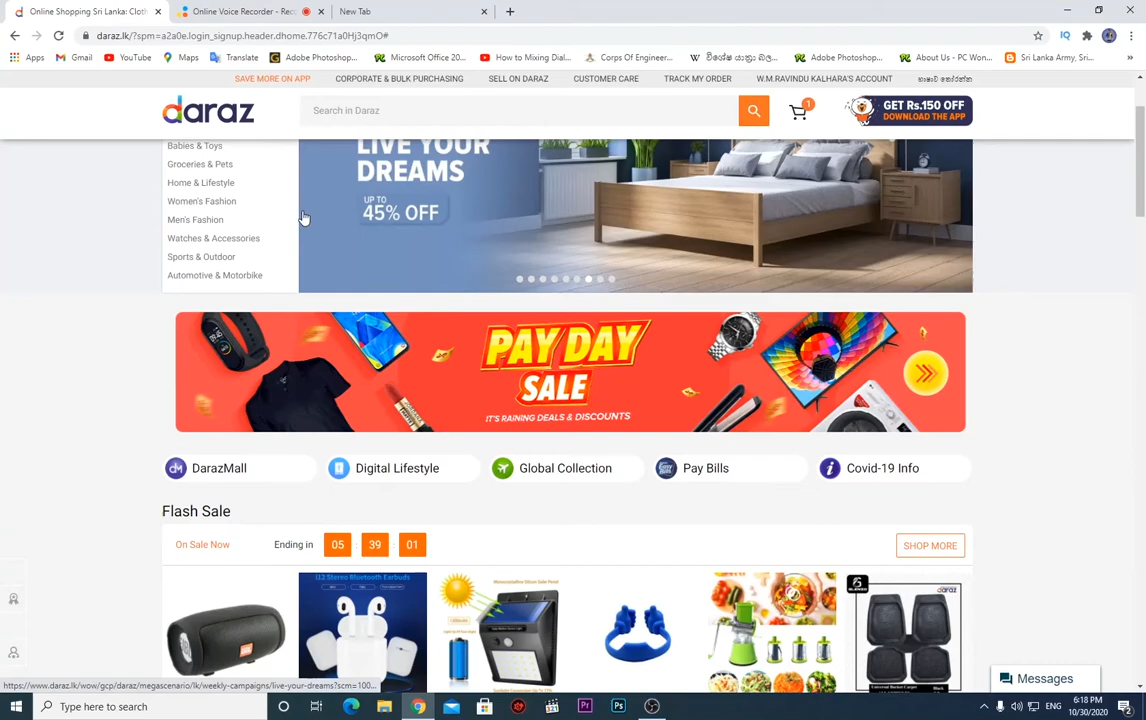 Online Shopping Sri Lanka: Cloth
Online Voice Recorder - Rec
New Tab
daraz.lk/?spm=a2a0e.login_signup.header.dhome.776c71a0Hj3qmO#
Apps
Gmail
YouTube
Maps
Translate
Adobe Photoshop...
Microsoft Office 20...
How to Mixing Dial...
Corps Of Engineer...
විශේෂ යාත්‍රා බල...
Adobe Photoshop...
About Us - PC Won...
Sri Lanka Army, Sri...
SAVE MORE ON APP
CORPORATE & BULK PURCHASING
SELL ON DARAZ
CUSTOMER CARE
TRACK MY ORDER
W.M.RAVINDU KALHARA'S ACCOUNT
daraz
Search in Daraz
1
GET Rs.150 OFF
DOWNLOAD THE APP
Babies & Toys
Groceries & Pets
Home & Lifestyle
Women's Fashion
Men's Fashion
Watches & Accessories
Sports & Outdoor
Automotive & Motorbike
LIVE YOUR
DREAMS
UP TO
45% OFF
PAY DAY
SALE
IT'S RAINING DEALS & DISCOUNTS
DarazMall
Digital Lifestyle
Global Collection
Pay Bills
Covid-19 Info
Flash Sale
On Sale Now
Ending in
05 : 39 : 01
SHOP MORE
I12 Stereo Bluetooth Earbuds
daraz
Messages
https://www.daraz.lk/wow/gcp/daraz/megascenario/lk/weekly-campaigns/live-your-dreams?scm=100...
Type here to search
ENG
6:18 PM
10/30/2020
2